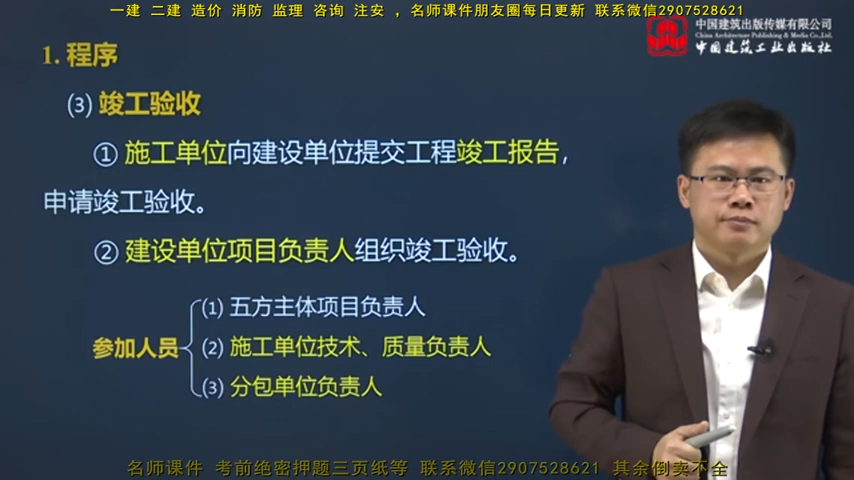 一建 二建 造价 消防 监理 咨询 注安 ，名师课件朋友圈每日更新 联系微信2907528621
中国建筑出版传媒有限公司
China Architecture Publishing & Media Co.,Ltd.
中国建筑工业出版社
1. 程序
(3) 竣工验收
① 施工单位向建设单位提交工程竣工报告，
申请竣工验收。
② 建设单位项目负责人组织竣工验收。
参加人员
(1) 五方主体项目负责人
(2) 施工单位技术、质量负责人
(3) 分包单位负责人
名师课件 考前绝密押题三页纸等 联系微信2907528621 其余倒卖不全